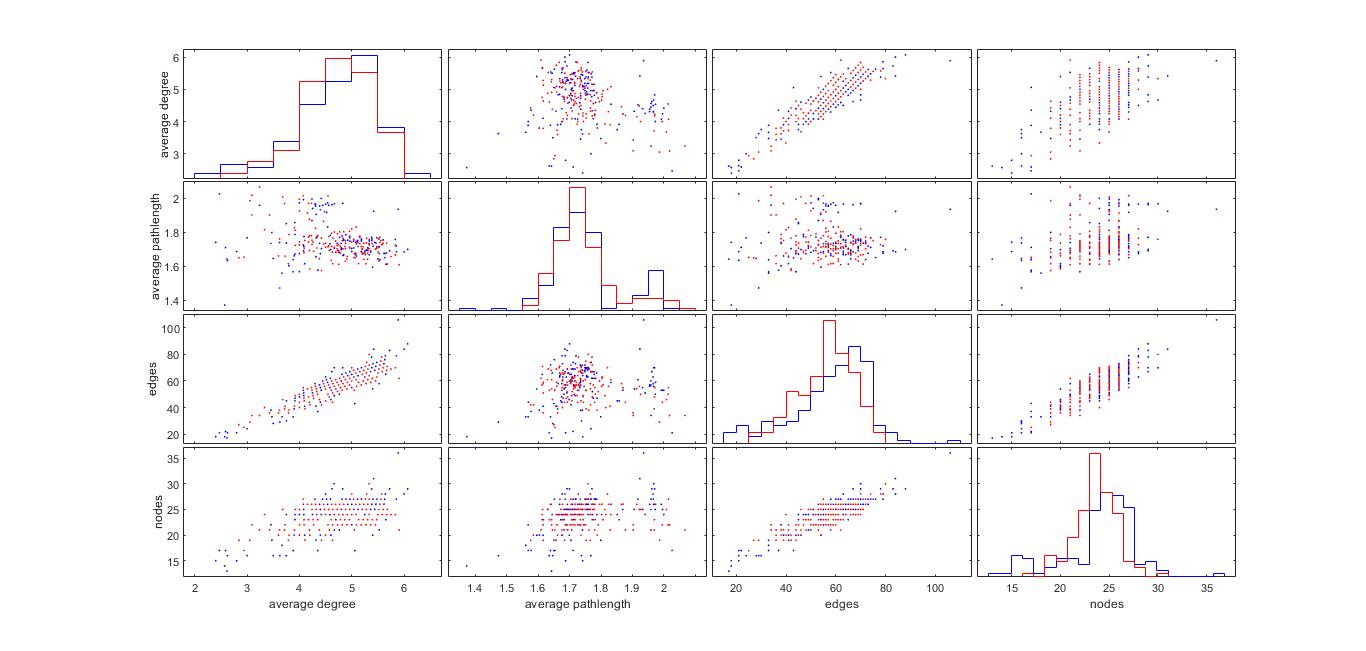 average degree
6
5
4
3
average pathlength
2
1.8
1.6
1.4
edges
100
80
60
40
20
nodes
35
30
25
20
15
2 3 4 5 6
1.4 1.5 1.6 1.7 1.8 1.9 2
20 40 60 80 100
15 20 25 30 35
average degree
average pathlength
edges
nodes